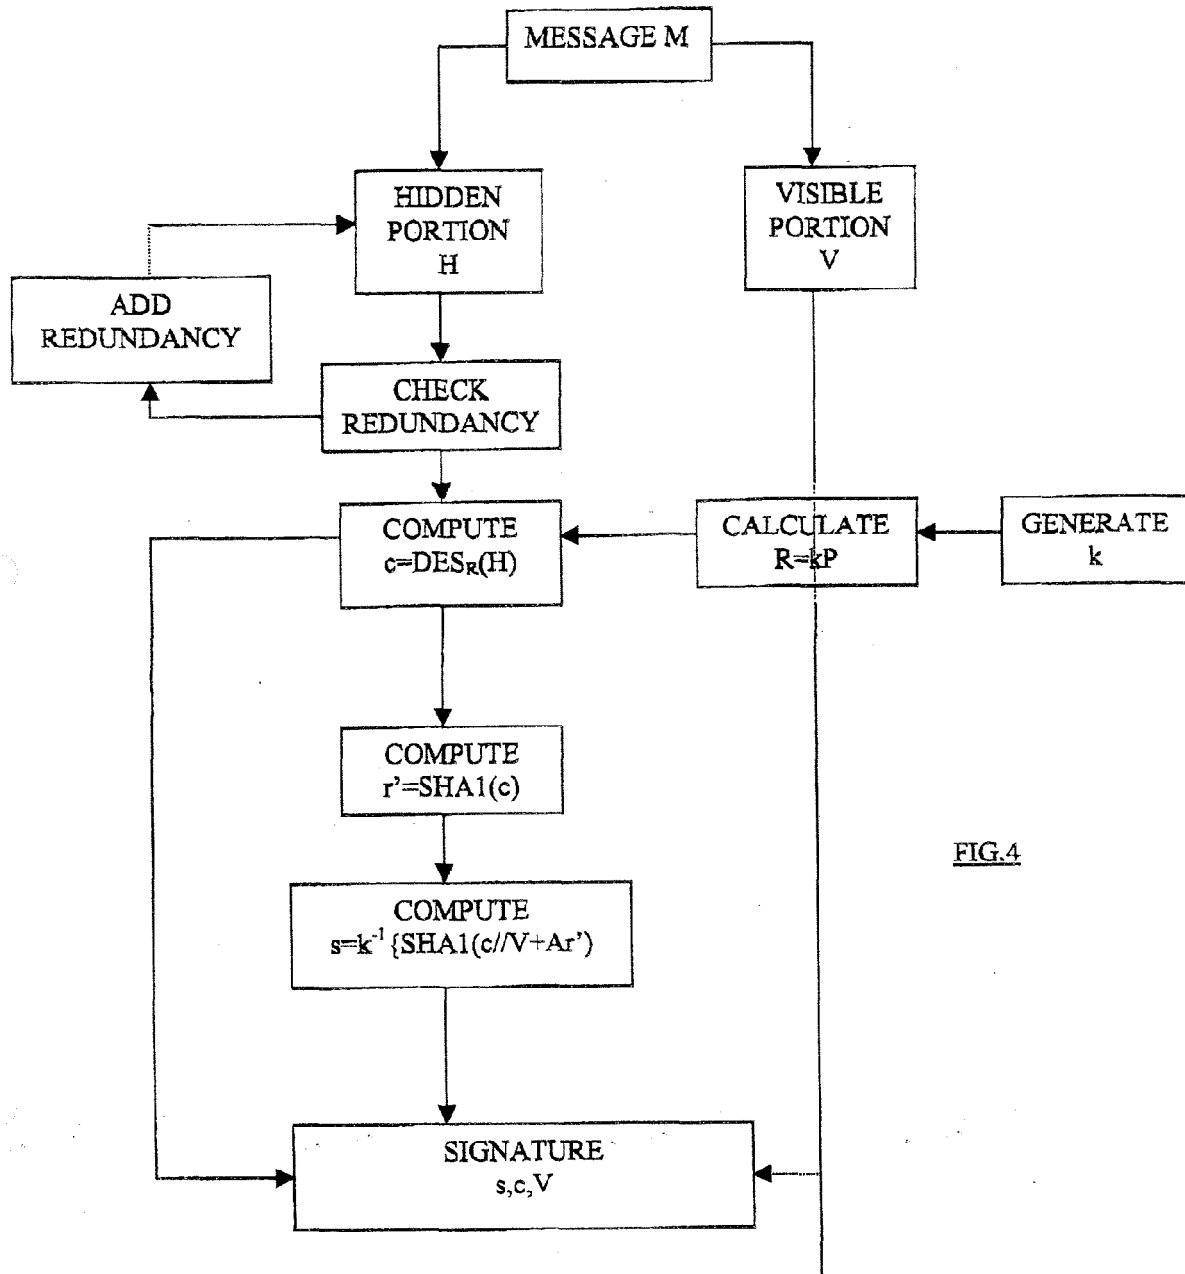 MESSAGE M
HIDDEN
PORTION
H
VISIBLE
PORTION
V
ADD
REDUNDANCY
CHECK
REDUNDANCY
COMPUTE
c=DES_R(H)
CALCULATE
R=kP
GENERATE
k
COMPUTE
r'=SHA1(c)
COMPUTE
s=k^-1 {SHA1(c//V+Ar')
FIG.4
SIGNATURE
s,c,V